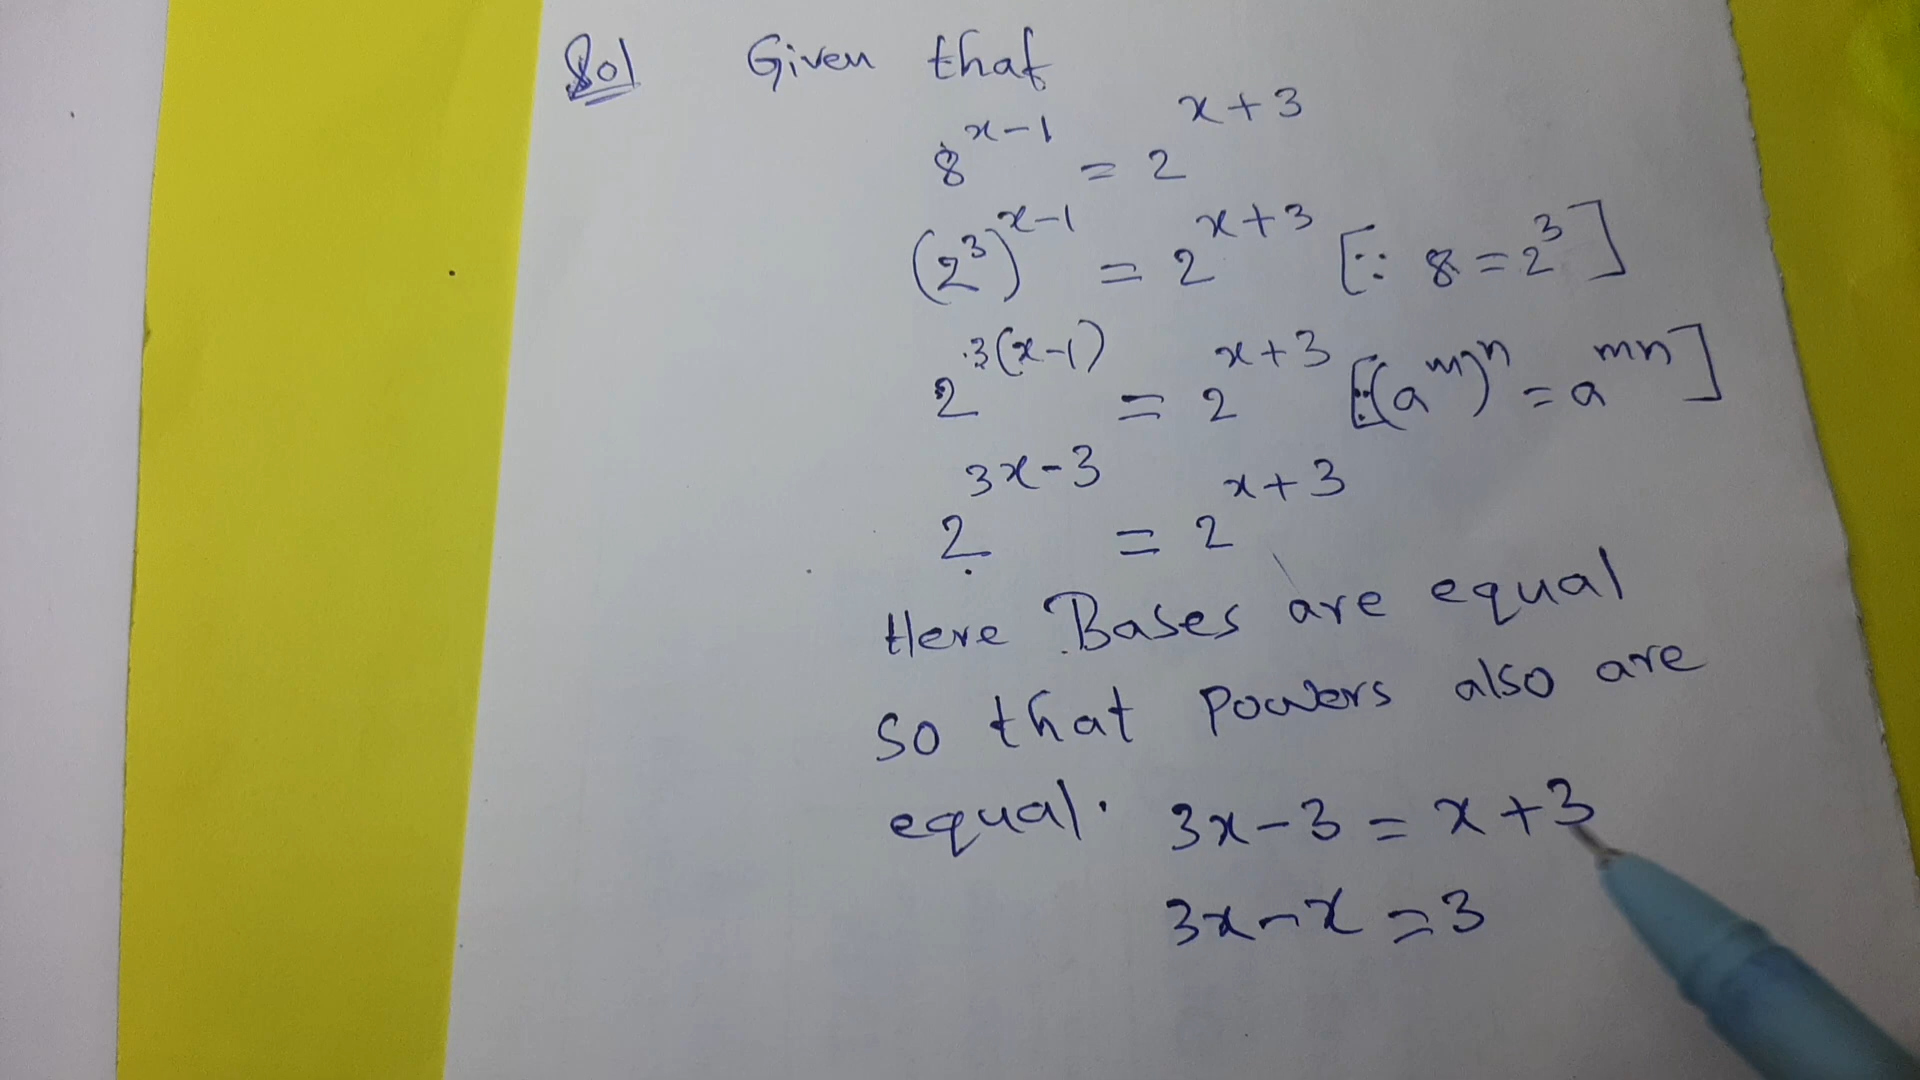 Sol Given that
8^{x-1} = 2^{x+3}
(2^3)^{x-1} = 2^{x+3} [∵ 8 = 2^3]
2^{3(x-1)} = 2^{x+3} [∵ (a^m)^n = a^{mn}]
2^{3x-3} = 2^{x+3}
Here Bases are equal
so that Powers also are
equal. 3x-3 = x+3
3x-x = 3